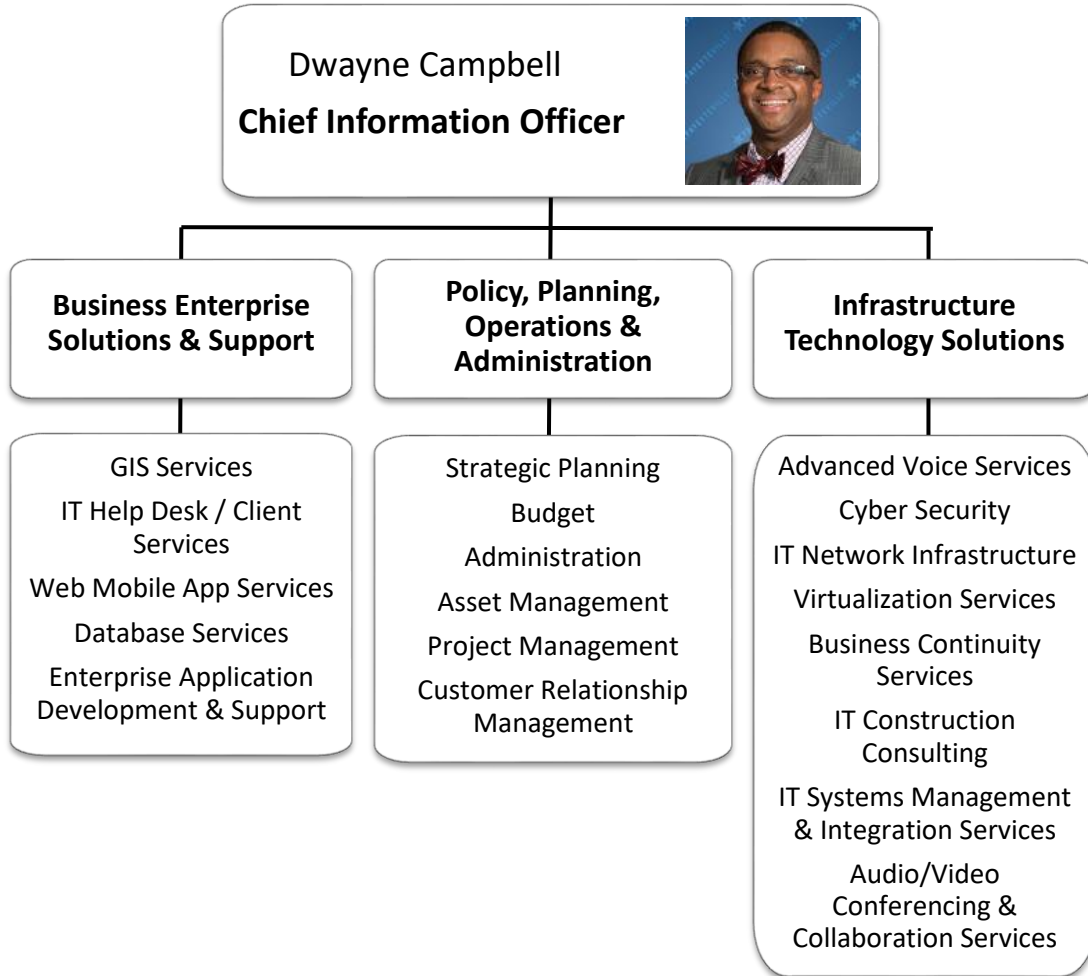 Dwayne Campbell
Chief Information Officer
Business Enterprise
Solutions & Support
GIS Services
IT Help Desk / Client
Services
Web Mobile App Services
Database Services
Enterprise Application
Development & Support
Policy, Planning,
Operations &
Administration
Strategic Planning
Budget
Administration
Asset Management
Project Management
Customer Relationship
Management
Infrastructure
Technology Solutions
Advanced Voice Services
Cyber Security
IT Network Infrastructure
Virtualization Services
Business Continuity
Services
IT Construction
Consulting
IT Systems Management
& Integration Services
Audio/Video
Conferencing &
Collaboration Services